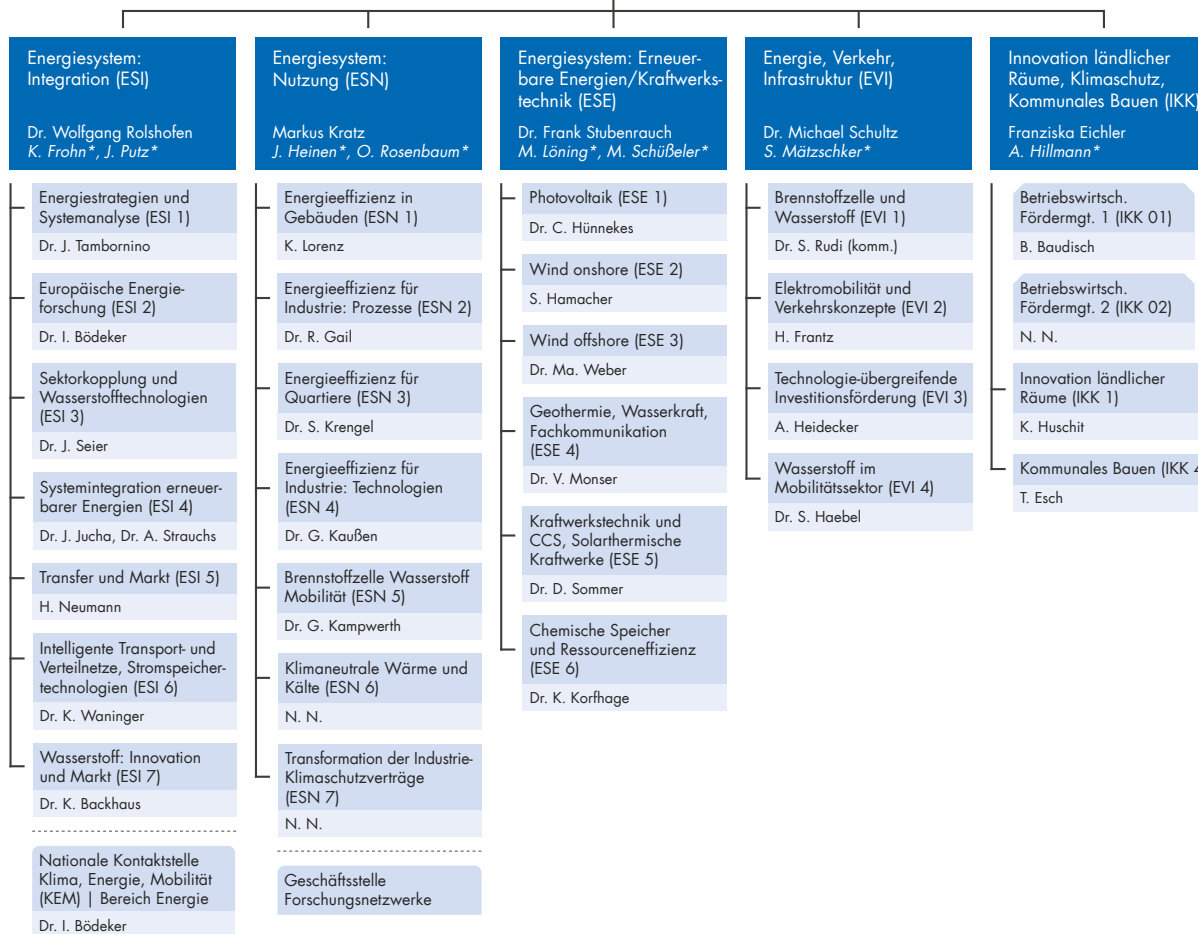 Energiesystem:
Integration (ESI)
Dr. Wolfgang Rolshofen
K. Frohn*, J. Putz*
Energiestrategien und
Systemanalyse (ESI 1)
Dr. J. Tambornino
Europäische Energie-
forschung (ESI 2)
Dr. I. Bödeker
Sektorkopplung und
Wasserstofftechnologien
(ESI 3)
Dr. J. Seier
Systemintegration erneuer-
barer Energien (ESI 4)
Dr. J. Jucha, Dr. A. Strauchs
Transfer und Markt (ESI 5)
H. Neumann
Intelligente Transport- und
Verteilnetze, Stromspeicher-
technologien (ESI 6)
Dr. K. Waninger
Wasserstoff: Innovation
und Markt (ESI 7)
Dr. K. Backhaus
Nationale Kontaktstelle
Klima, Energie, Mobilität
(KEM) | Bereich Energie
Dr. I. Bödeker
Energiesystem:
Nutzung (ESN)
Markus Kratz
J. Heinen*, O. Rosenbaum*
Energieeffizienz in
Gebäuden (ESN 1)
K. Lorenz
Energieeffizienz für
Industrie: Prozesse (ESN 2)
Dr. R. Gail
Energieeffizienz für
Quartiere (ESN 3)
Dr. S. Krengel
Energieeffizienz für
Industrie: Technologien
(ESN 4)
Dr. G. Kaußen
Brennstoffzelle Wasserstoff
Mobilität (ESN 5)
Dr. G. Kampwerth
Klimaneutrale Wärme und
Kälte (ESN 6)
N. N.
Transformation der Industrie-
Klimaschutzverträge
(ESN 7)
N. N.
Geschäftsstelle
Forschungsnetzwerke
Energiesystem: Erneuer-
bare Energien/Kraftwerks-
technik (ESE)
Dr. Frank Stubenrauch
M. Löning*, M. Schüßeler*
Photovoltaik (ESE 1)
Dr. C. Hünnekes
Wind onshore (ESE 2)
S. Hamacher
Wind offshore (ESE 3)
Dr. Ma. Weber
Geothermie, Wasserkraft,
Fachkommunikation
(ESE 4)
Dr. V. Monser
Kraftwerkstechnik und
CCS, Solarthermische
Kraftwerke (ESE 5)
Dr. D. Sommer
Chemische Speicher
und Ressourceneffizienz
(ESE 6)
Dr. K. Korfhage
Energie, Verkehr,
Infrastruktur (EVI)
Dr. Michael Schultz
S. Mätzschker*
Brennstoffzelle und
Wasserstoff (EVI 1)
Dr. S. Rudi (komm.)
Elektromobilität und
Verkehrskonzepte (EVI 2)
H. Frantz
Technologie-übergreifende
Investitionsförderung (EVI 3)
A. Heidecker
Wasserstoff im
Mobilitätssektor (EVI 4)
Dr. S. Haebel
Innovation ländlicher
Räume, Klimaschutz,
Kommunales Bauen (IKK)
Franziska Eichler
A. Hillmann*
Betriebswirtsch.
Fördermgt. 1 (IKK 01)
B. Baudisch
Betriebswirtsch.
Fördermgt. 2 (IKK 02)
N. N.
Innovation ländlicher
Räume (IKK 1)
K. Huschit
Kommunales Bauen (IKK 4
T. Esch